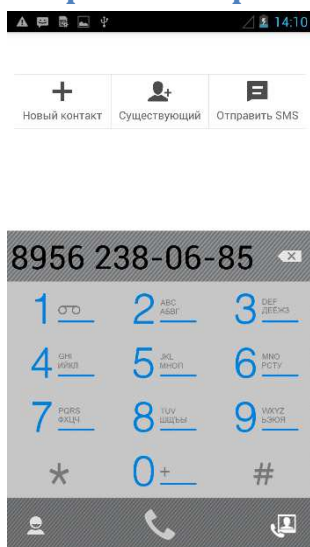 14:10
Новый контакт Существующий Отправить SMS
8956 238-06-85
1 2 ABC АБВГ 3 DEF ДЕЁЖЗ
4 GHI ИЙКЛ 5 JKL МНОП 6 MNO РСТУ
7 PQRS ФХЦЧ 8 TUV ШЩЪЫ 9 WXYZ ЬЭЮЯ
* 0 + #